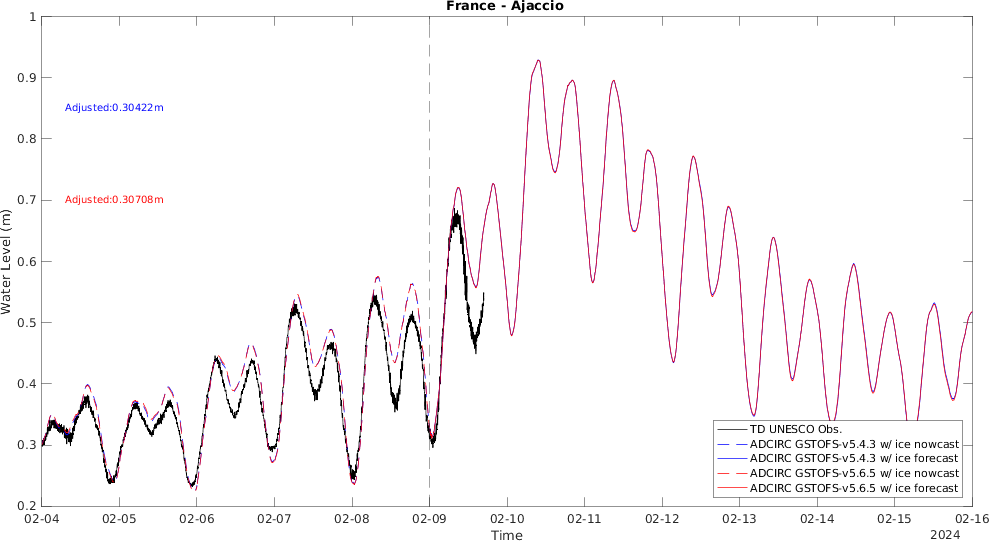 France - Ajaccio
1
0.9
0.8
0.7
0.6
0.5
0.4
0.3
0.2
Water Level (m)
Adjusted:0.30422m
Adjusted:0.30708m
TD UNESCO Obs.
ADCIRC GSTOFS-v5.4.3 w/ ice nowcast
ADCIRC GSTOFS-v5.4.3 w/ ice forecast
ADCIRC GSTOFS-v5.6.5 w/ ice nowcast
ADCIRC GSTOFS-v5.6.5 w/ ice forecast
02-04 02-05 02-06 02-07 02-08 02-09 02-10 02-11 02-12 02-13 02-14 02-15 02-16
Time
2024